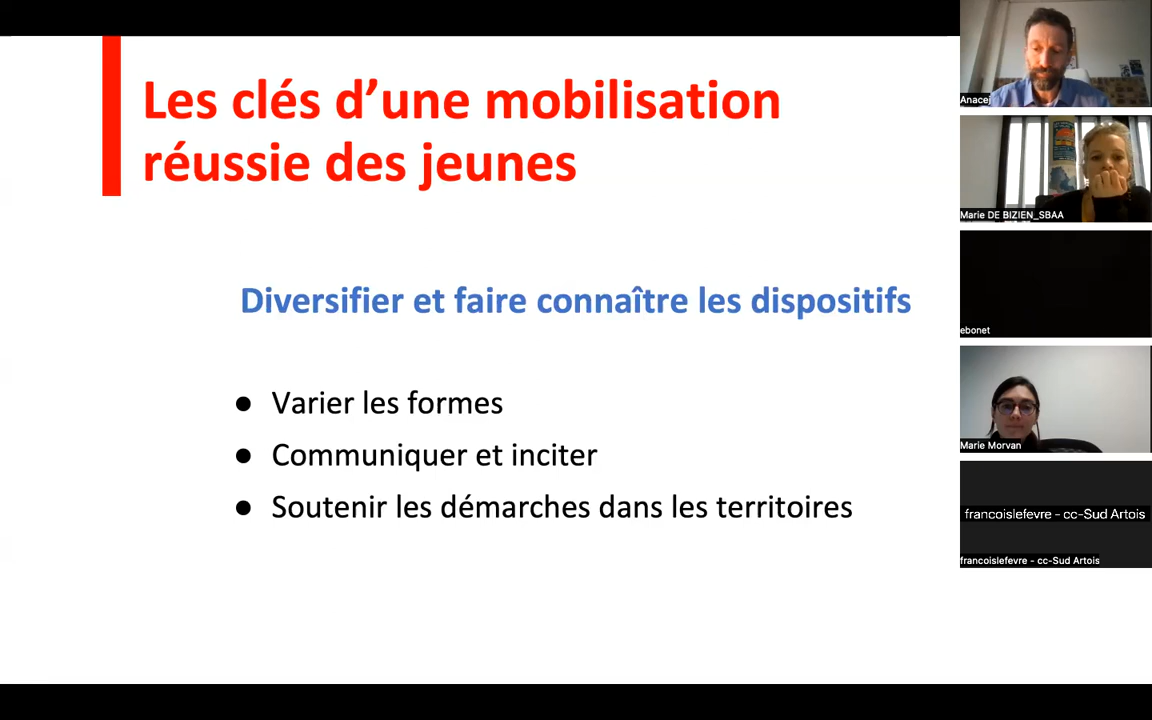 Les clés d’une mobilisation
réussie des jeunes
Diversifier et faire connaître les dispositifs
● Varier les formes
● Communiquer et inciter
● Soutenir les démarches dans les territoires
Anacej
Marie DE BIZIEN_SBAA
ebonet
Marie Morvan
francoislefevre - cc-Sud Artois
francoislefevre - cc-Sud Artois